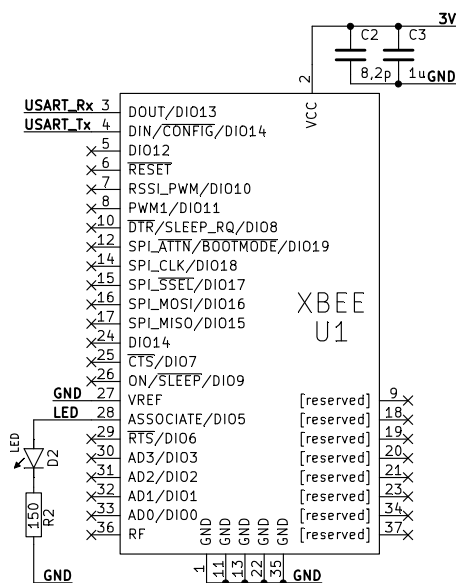 3V
C2 C3
8,2p 1u GND
2
VCC
USART_Rx 3 DOUT/DIO13
USART_Tx 4 DIN/CONFIG/DIO14
5 DIO12
6 RESET
7 RSSI_PWM/DIO10
8 PWM1/DIO11
10 DTR/SLEEP_RQ/DIO8
12 SPI_ATTN/BOOTMODE/DIO19
14 SPI_CLK/DIO18
15 SPI_SSEL/DIO17
16 SPI_MOSI/DIO16
17 SPI_MISO/DIO15
XBEE
U1
24 DIO14
25 CTS/DIO7
26 ON/SLEEP/DIO9
GND 27 VREF [reserved] 9
LED 28 ASSOCIATE/DIO5 [reserved] 18
29 RTS/DIO6 [reserved] 19
30 AD3/DIO3 [reserved] 20
31 AD2/DIO2 [reserved] 21
32 AD1/DIO1 [reserved] 23
33 AD0/DIO0 [reserved] 34
36 RF [reserved] 37
LED
D2
150
R2
GND
GND GND GND GND GND
1 11 13 22 35
GND